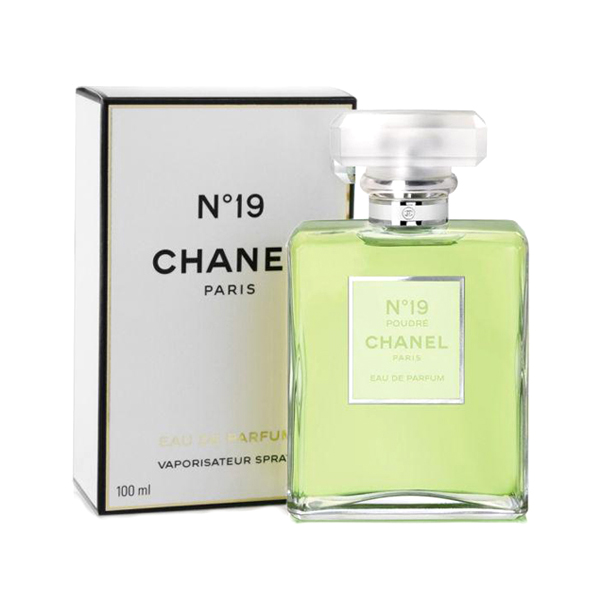 N°19
CHANEL
PARIS
EAU DE PARFUM
VAPORISATEUR SPRAY
100 ml
N°19
POUDRE
CHANEL
PARIS
EAU DE PARFUM